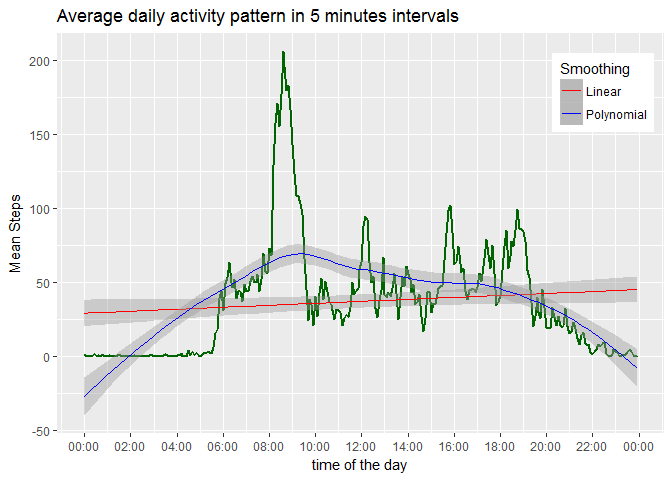 Average daily activity pattern in 5 minutes intervals
Mean Steps
200
150
100
50
0
-50
Smoothing
Linear
Polynomial
00:00 02:00 04:00 06:00 08:00 10:00 12:00 14:00 16:00 18:00 20:00 22:00 00:00
time of the day